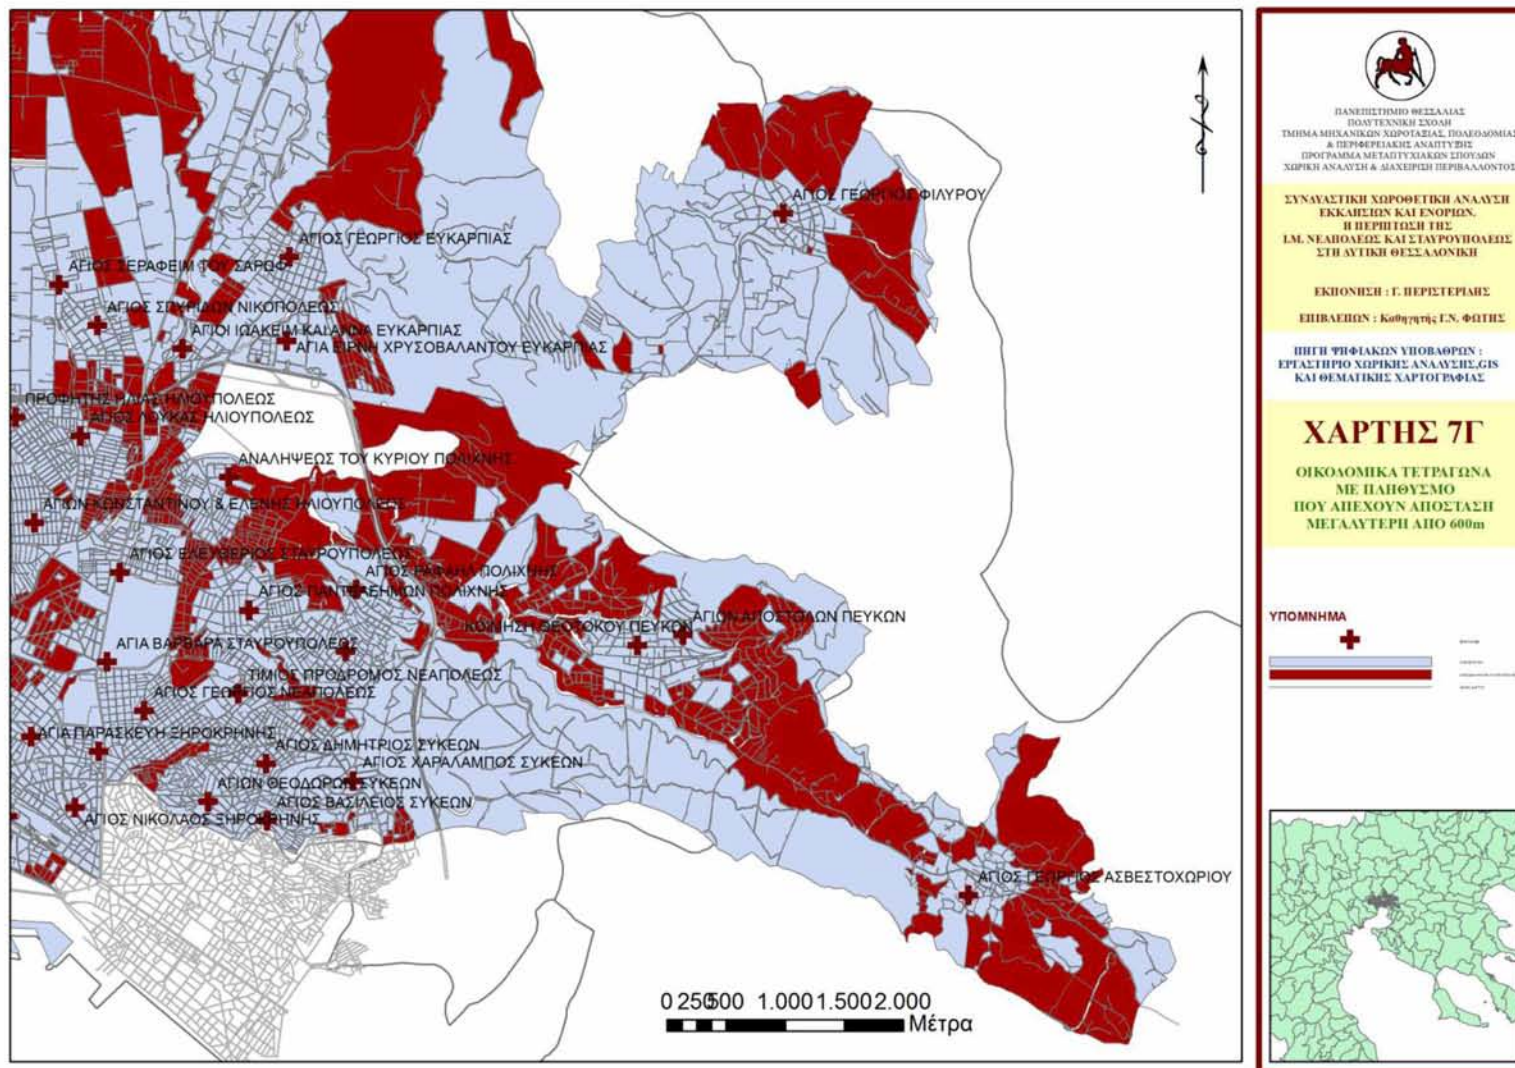 ΑΓΙΟΣ ΓΕΩΡΓΙΟΣ ΦΙΛΥΡΟΥ
ΑΓΙΟΣ ΓΕΩΡΓΙΟΣ ΕΥΚΑΡΠΙΑΣ
ΑΓΙΟΣ ΣΕΡΑΦΕΙΜ ΤΟΥ ΣΑΡΩΦ
ΑΓΙΟΣ ΣΠΥΡΙΔΩΝ ΝΙΚΟΠΟΛΕΩΣ
ΑΓΙΟΙ ΙΩΑΚΕΙΜ ΚΑΙ ΑΝΝΑ ΕΥΚΑΡΠΙΑΣ
ΑΓΙΑ ΕΙΡΝΗ ΧΡΥΣΟΒΑΛΑΝΤΟΥ ΕΥΚΑΡΠΙΑΣ
ΠΡΟΦΗΤΗΣ ΗΛΙΑΣ ΗΛΙΟΥΠΟΛΕΩΣ
ΑΓΙΟΣ ΛΟΥΚΑΣ ΗΛΙΟΥΠΟΛΕΩΣ
ΑΝΑΛΗΨΕΩΣ ΤΟΥ ΚΥΡΙΟΥ ΠΟΛΙΧΝΗΣ
ΑΓΙΩΝ ΚΩΝΣΤΑΝΤΙΝΟΥ & ΕΛΕΝΗΣ ΗΛΙΟΥΠΟΛΕΩΣ
ΑΓΙΟΣ ΕΛΕΥΘΕΡΙΟΣ ΣΤΑΥΡΟΥΠΟΛΕΩΣ
ΑΓΙΟΣ ΡΑΦΑΗΛ ΠΟΛΙΧΝΗΣ
ΑΓΙΟΣ ΠΑΝΤΕΛΕΗΜΩΝ ΠΟΛΙΧΝΗΣ
ΑΓΙΩΝ ΑΠΟΣΤΟΛΩΝ ΠΕΥΚΩΝ
ΚΟΙΜΗΣΗ ΘΕΟΤΟΚΟΥ ΠΕΥΚΩΝ
ΑΓΙΑ ΒΑΡΒΑΡΑ ΣΤΑΥΡΟΥΠΟΛΕΩΣ
ΤΙΜΙΟΣ ΠΡΟΔΡΟΜΟΣ ΝΕΑΠΟΛΕΩΣ
ΑΓΙΟΣ ΓΕΩΡΓΙΟΣ ΝΕΑΠΟΛΕΩΣ
ΑΓΙΑ ΠΑΡΑΣΚΕΥΗ ΞΗΡΟΚΡΗΝΗΣ
ΑΓΙΟΣ ΔΗΜΗΤΡΙΟΣ ΣΥΚΕΩΝ
ΑΓΙΟΣ ΧΑΡΑΛΑΜΠΟΣ ΣΥΚΕΩΝ
ΑΓΙΩΝ ΘΕΟΔΩΡΩΝ ΣΥΚΕΩΝ
ΑΓΙΟΣ ΒΑΣΙΛΕΙΟΣ ΣΥΚΕΩΝ
ΑΓΙΟΣ ΝΙΚΟΛΑΟΣ ΞΗΡΟΚΡΗΝΗΣ
ΑΓΙΟΣ ΓΕΩΡΓΙΟΣ ΑΣΒΕΣΤΟΧΩΡΙΟΥ
0 250 500 1.000 1.500 2.000
Μέτρα
ΠΑΝΕΠΙΣΤΗΜΙΟ ΘΕΣΣΑΛΙΑΣ
ΠΟΛΥΤΕΧΝΙΚΗ ΣΧΟΛΗ
ΤΜΗΜΑ ΜΗΧΑΝΙΚΩΝ ΧΩΡΟΤΑΞΙΑΣ, ΠΟΛΕΟΔΟΜΙΑΣ
& ΠΕΡΙΦΕΡΕΙΑΚΗΣ ΑΝΑΠΤΥΞΗΣ
ΠΡΟΓΡΑΜΜΑ ΜΕΤΑΠΤΥΧΙΑΚΩΝ ΣΠΟΥΔΩΝ
ΧΩΡΙΚΗ ΑΝΑΛΥΣΗ & ΔΙΑΧΕΙΡΙΣΗ ΠΕΡΙΒΑΛΛΟΝΤΟΣ
ΣΥΝΔΥΑΣΤΙΚΗ ΧΩΡΟΘΕΤΙΚΗ ΑΝΑΛΥΣΗ
ΕΚΚΛΗΣΙΩΝ ΚΑΙ ΕΝΟΡΙΩΝ.
Η ΠΕΡΙΠΤΩΣΗ ΤΗΣ
Ι.Μ. ΝΕΑΠΟΛΕΩΣ ΚΑΙ ΣΤΑΥΡΟΥΠΟΛΕΩΣ
ΣΤΗ ΔΥΤΙΚΗ ΘΕΣΣΑΛΟΝΙΚΗ
ΕΚΠΟΝΗΣΗ : Γ. ΠΕΡΙΣΤΕΡΙΔΗΣ
ΕΠΙΒΛΕΠΩΝ : Καθηγητής Γ.Ν. ΦΩΤΗΣ
ΠΗΓΗ ΨΗΦΙΑΚΩΝ ΥΠΟΒΑΘΡΩΝ :
ΕΡΓΑΣΤΗΡΙΟ ΧΩΡΙΚΗΣ ΑΝΑΛΥΣΗΣ,GIS
ΚΑΙ ΘΕΜΑΤΙΚΗΣ ΧΑΡΤΟΓΡΑΦΙΑΣ
ΧΑΡΤΗΣ 7Γ
ΟΙΚΟΔΟΜΙΚΑ ΤΕΤΡΑΓΩΝΑ
ΜΕ ΠΛΗΘΥΣΜΟ
ΠΟΥ ΑΠΕΧΟΥΝ ΑΠΟΣΤΑΣΗ
ΜΕΓΑΛΥΤΕΡΗ ΑΠΟ 600m
ΥΠΟΜΝΗΜΑ